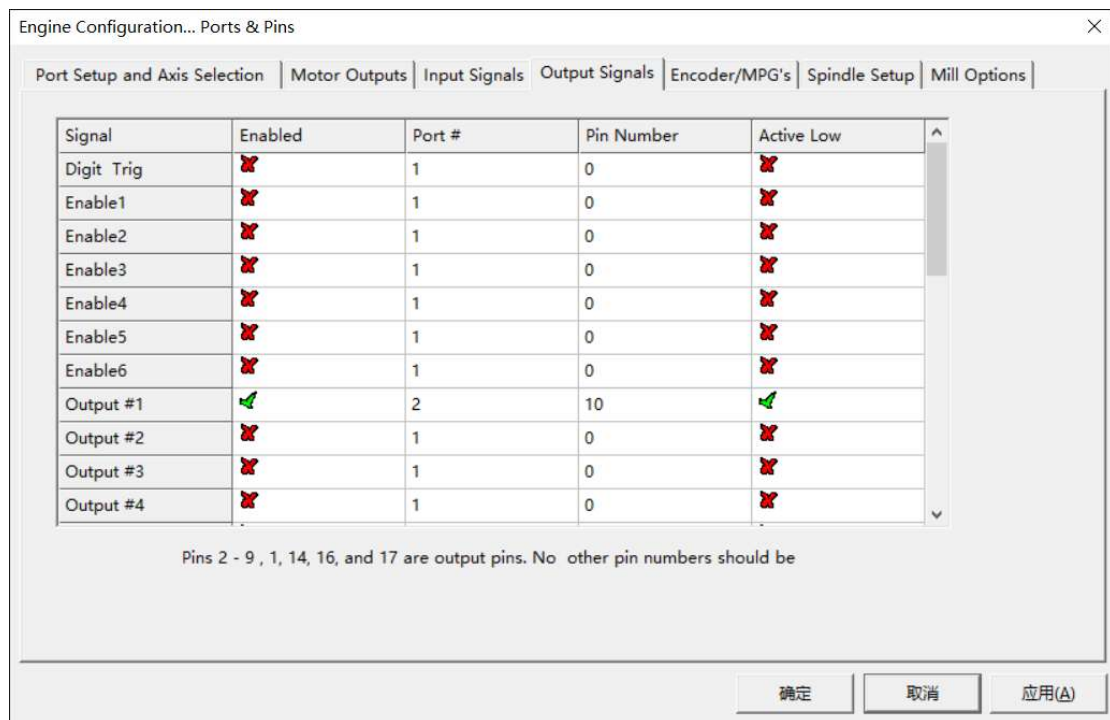 Engine Configuration... Ports & Pins
Port Setup and Axis Selection Motor Outputs Input Signals Output Signals Encoder/MPG's Spindle Setup Mill Options
Signal Enabled Port # Pin Number Active Low
Digit Trig 1 0
Enable1 1 0
Enable2 1 0
Enable3 1 0
Enable4 1 0
Enable5 1 0
Enable6 1 0
Output #1 2 10
Output #2 1 0
Output #3 1 0
Output #4 1 0
Pins 2 - 9 , 1, 14, 16, and 17 are output pins. No other pin numbers should be
确定 取消 应用(A)